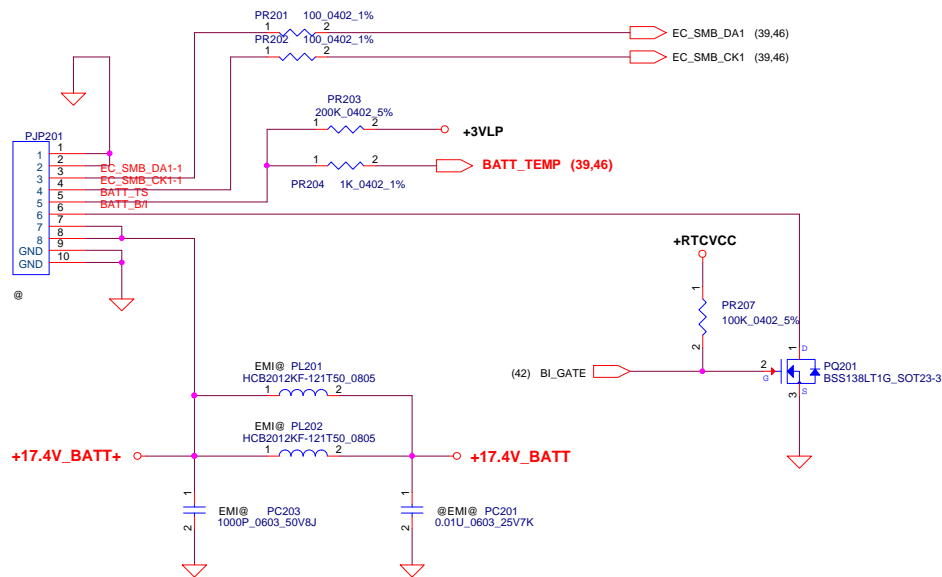 PR201 100_0402_1%
1 2
EC_SMB_DA1 (39,46)
PR202 100_0402_1%
1 2
EC_SMB_CK1 (39,46)
PR203
200K_0402_5%
1 2
+3VLP
1 2
BATT_TEMP (39,46)
PR204 1K_0402_1%
PJP201
1 1
2 2
EC_SMB_DA1-1
3 3
EC_SMB_CK1-1
4 4
BATT_TS
5 5
BATT_B/I
6 6
7 7
8 8
GND 9
GND 10
@
+RTCVCC
1
PR207
100K_0402_5%
2
(42) BI_GATE
1 D
2 G
3 S
PQ201
BSS138LT1G_SOT23-3
EMI@ PL201
HCB2012KF-121T50_0805
1 2
EMI@ PL202
HCB2012KF-121T50_0805
1 2
+17.4V_BATT+
+17.4V_BATT
1
EMI@ PC203
1000P_0603_50V8J
2
1
@EMI@ PC201
0.01U_0603_25V7K
2